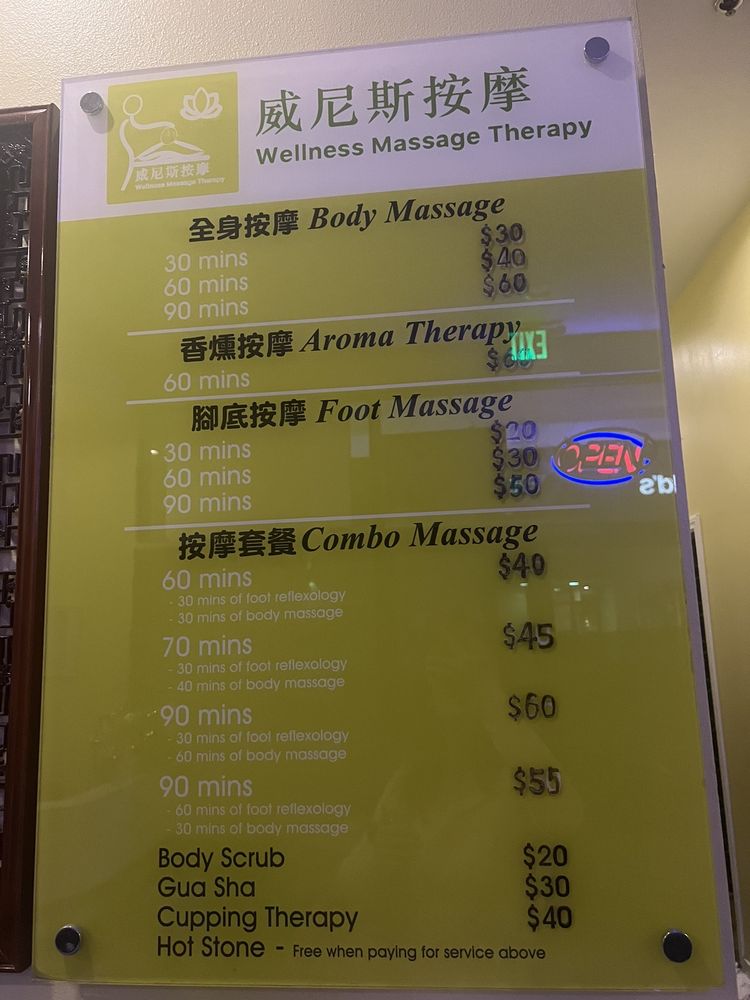 威尼斯按摩
Wellness Massage Therapy
威尼斯按摩
Wellness Massage Therapy
全身按摩 Body Massage
30 mins $30
60 mins $40
90 mins $60
香燻按摩 Aroma Therapy
60 mins $60
EXIT
腳底按摩 Foot Massage
30 mins $20
60 mins $30
90 mins $50
OPEN
ld's
按摩套餐 Combo Massage
60 mins $40
- 30 mins of foot reflexology
- 30 mins of body massage
70 mins $45
- 30 mins of foot reflexology
- 40 mins of body massage
90 mins $60
- 30 mins of foot reflexology
- 60 mins of body massage
90 mins $55
- 60 mins of foot reflexology
- 30 mins of body massage
Body Scrub $20
Gua Sha $30
Cupping Therapy $40
Hot Stone - Free when paying for service above